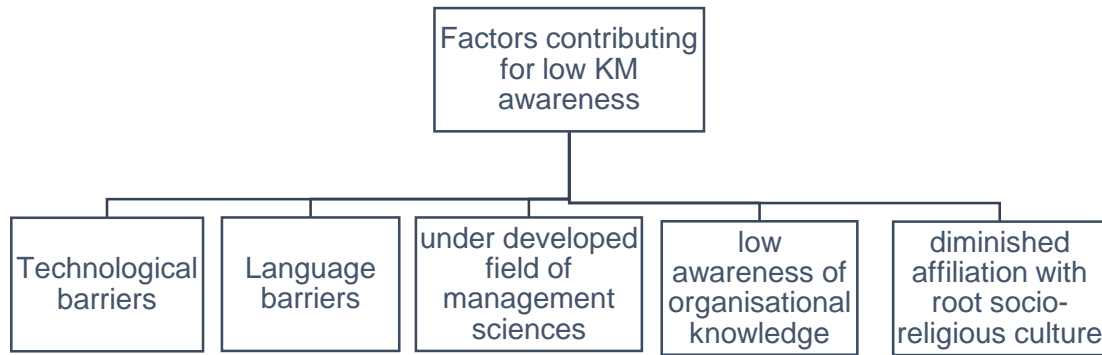 Factors contributing
for low KM
awareness
Technological
barriers
Language
barriers
under developed
field of
management
sciences
low
awareness of
organisational
knowledge
diminished
affiliation with
root socio-
religious culture